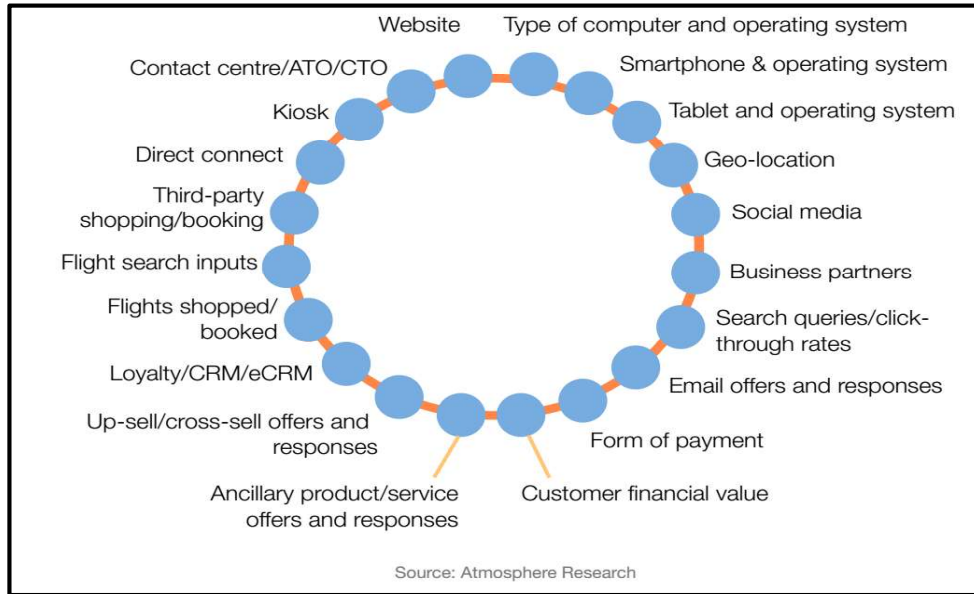 Website
Type of computer and operating system
Contact centre/ATO/CTO
Smartphone & operating system
Kiosk
Tablet and operating system
Direct connect
Geo-location
Third-party
shopping/booking
Social media
Flight search inputs
Business partners
Flights shopped/
booked
Search queries/click-
through rates
Loyalty/CRM/eCRM
Email offers and responses
Up-sell/cross-sell offers and
responses
Form of payment
Ancillary product/service
offers and responses
Customer financial value
Source: Atmosphere Research